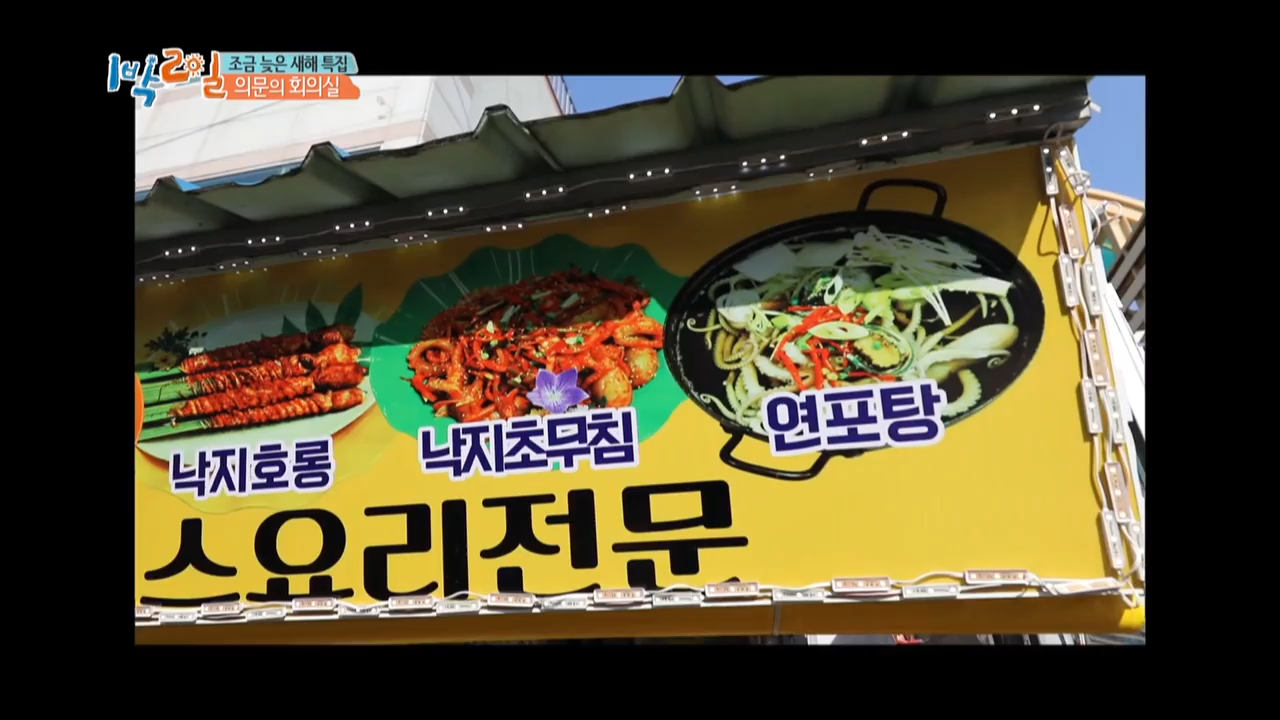 1박2일
조금 늦은 새해 특집
의문의 회의실
낙지호롱
낙지초무침
연포탕
스요리전문